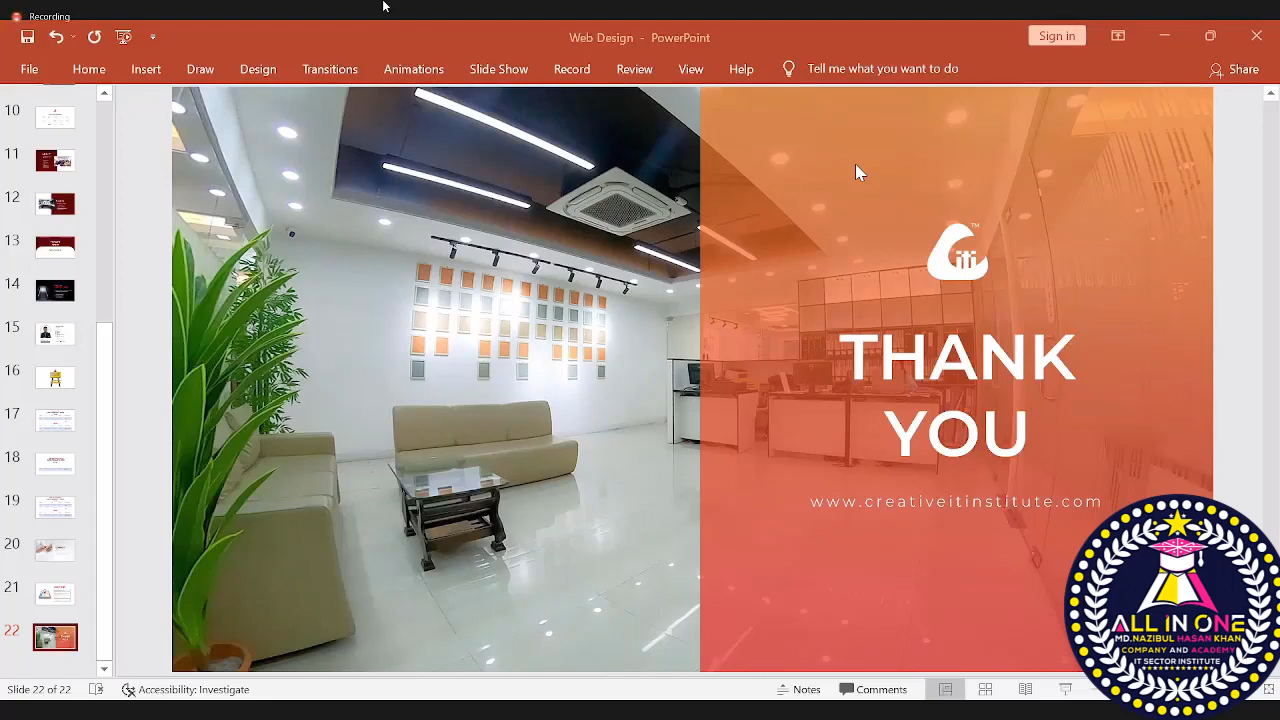 Recording
Web Design - PowerPoint
Sign in
File Home Insert Draw Design Transitions Animations Slide Show Record Review View Help Tell me what you want to do Share
10
11
12
13
14
15
16
17
18
19
20
21
22
TM
iti
THANK
YOU
www.creativeitinstitute.com
ALL IN ONE
MD.NAZIBUL HASAN KHAN
COMPANY AND ACADEMY
IT SECTOR INSTITUTE
Slide 22 of 22 Accessibility: Investigate Notes Comments